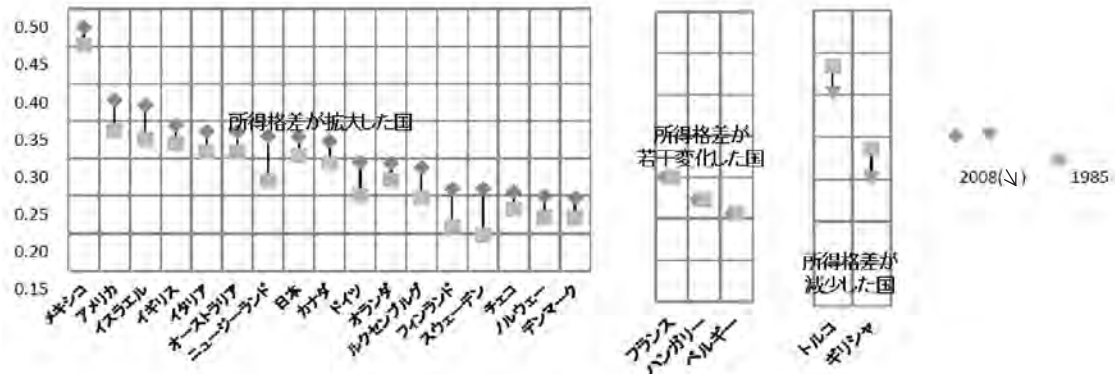 0.50
0.45
0.40
0.35
0.30
0.25
0.20
0.15
所得格差が拡大した国
メキシコ
アメリカ
イスラエル
イギリス
イタリア
オーストラリア
ニュージーランド
日本
カナダ
ドイツ
オランダ
ルクセンブルグ
フィンランド
スウェーデン
チェコ
ノルウェー
デンマーク
所得格差が
若干変化した国
フランス
ハンガリー
ベルギー
所得格差が
減少した国
トルコ
ギリシャ
2008(↘)
1985